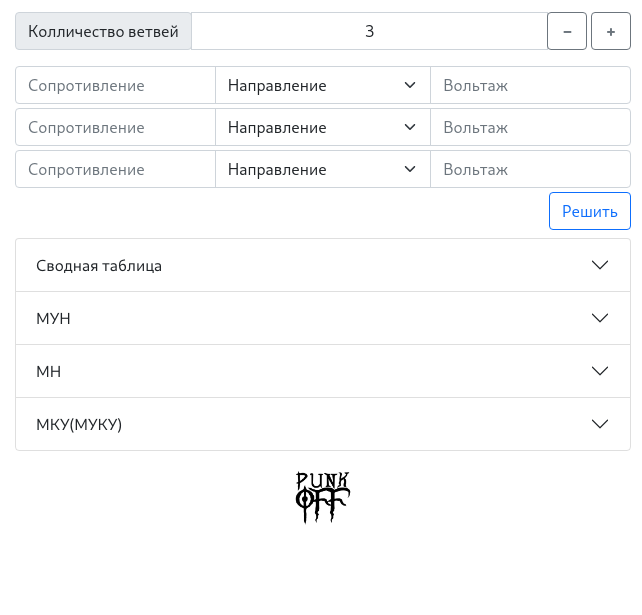 Колличество ветвей 3 − +
Сопротивление Направление Вольтаж
Сопротивление Направление Вольтаж
Сопротивление Направление Вольтаж
Решить
Сводная таблица
МУН
МН
МКУ(МУКУ)
PUNK
OFF